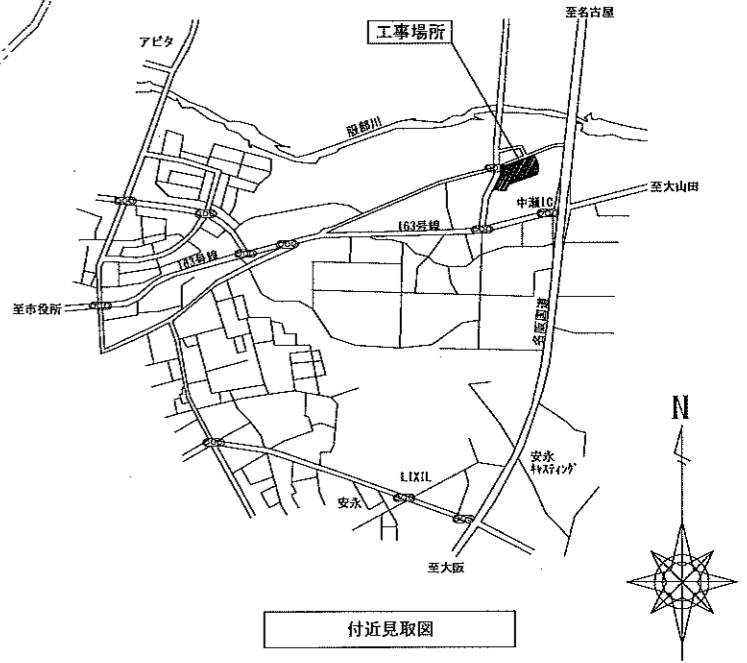 至名古屋
アピタ
工事場所
服部川
至大山田
中瀬IC
163号線
163号線
至市役所
名阪国道
N
安永
キャスティング
LIXIL
安永
至大阪
付近見取図